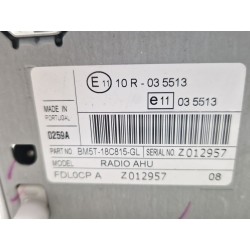 E11 10 R - 03 5513
MADE IN
PORTUGAL
e11 03 5513
0259A
PART NO. BM5T-18C815-GL SERIAL NO. Z012957
MODEL RADIO AHU
FDL0CP A Z012957 08